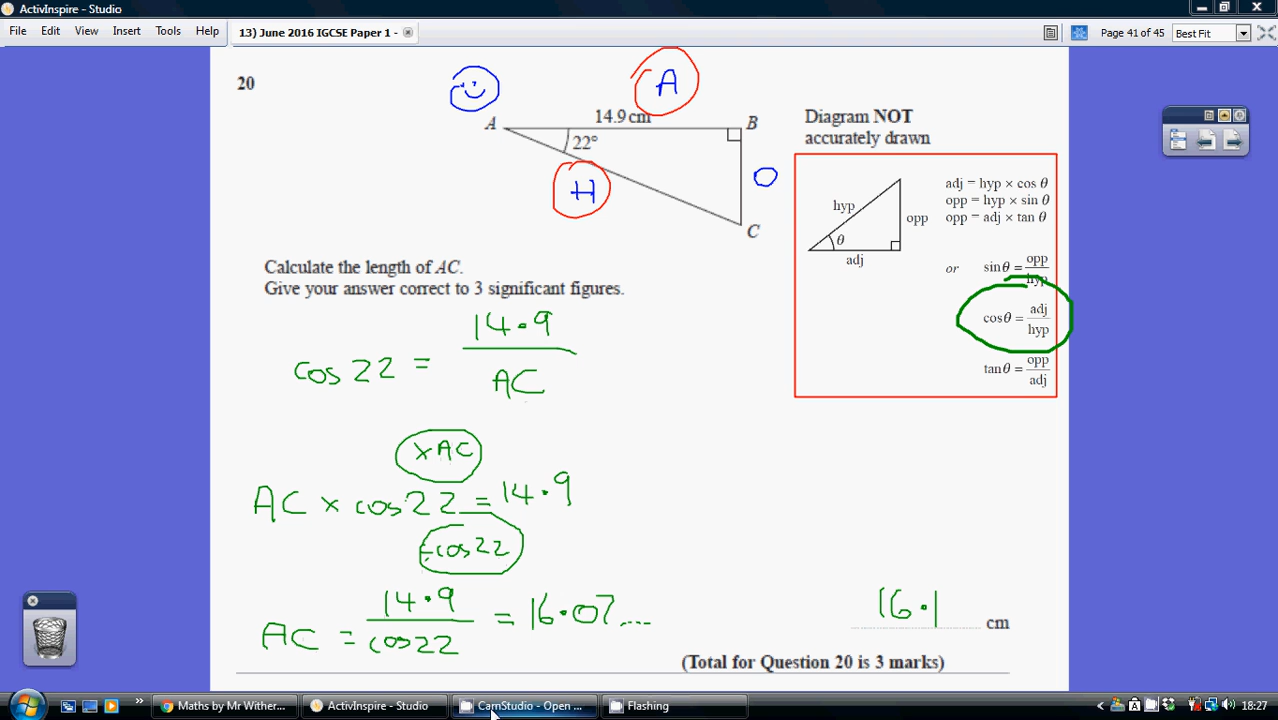 ActivInspire - Studio
File Edit View Insert Tools Help
13) June 2016 IGCSE Paper 1 -
Page 41 of 45
Best Fit
20
A
14.9 cm
A
B
22°
H
O
C
Diagram NOT
accurately drawn
hyp
opp
θ
adj
adj = hyp × cos θ
opp = hyp × sin θ
opp = adj × tan θ
or sinθ = opp/hyp
cosθ = adj/hyp
tanθ = opp/adj
Calculate the length of AC.
Give your answer correct to 3 significant figures.
cos 22 = 14.9/AC
×AC
AC × cos 22 = 14.9
÷cos22
AC = 14.9/cos22 = 16.07...
16.1 cm
(Total for Question 20 is 3 marks)
Maths by Mr Wither...
ActivInspire - Studio
CamStudio - Open ...
Flashing
18:27